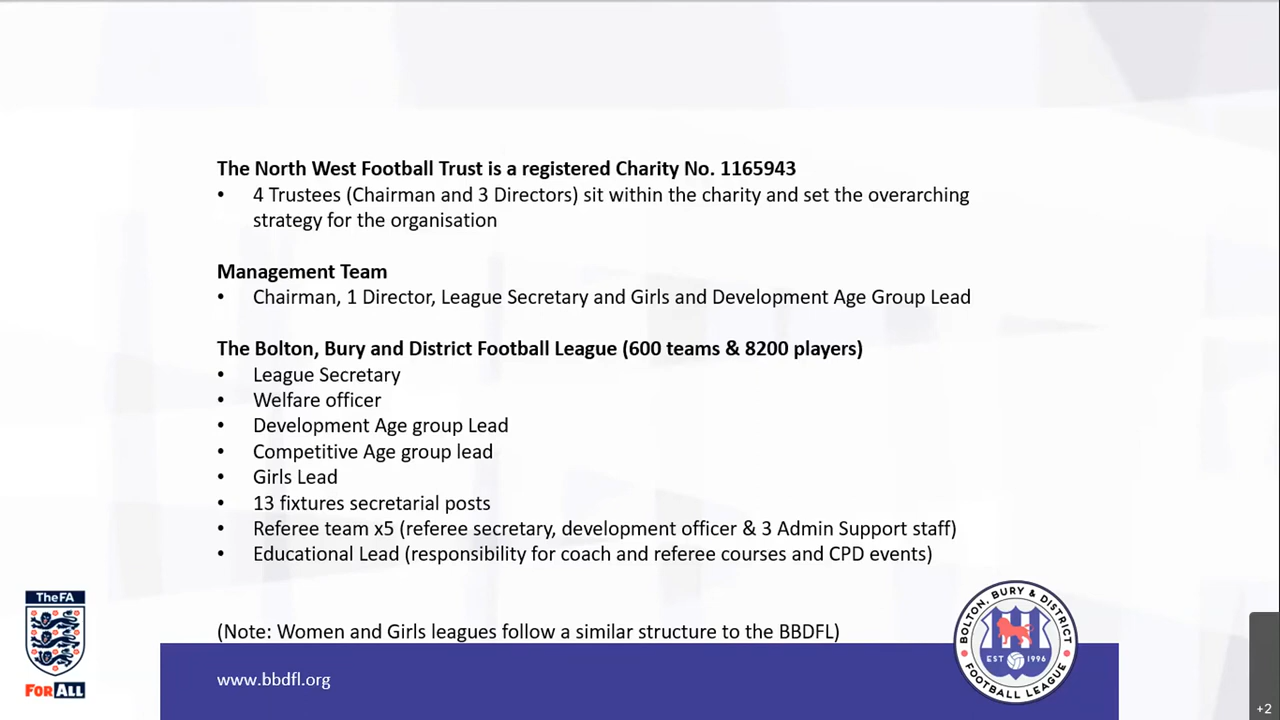 The North West Football Trust is a registered Charity No. 1165943
• 4 Trustees (Chairman and 3 Directors) sit within the charity and set the overarching
strategy for the organisation
Management Team
• Chairman, 1 Director, League Secretary and Girls and Development Age Group Lead
The Bolton, Bury and District Football League (600 teams & 8200 players)
• League Secretary
• Welfare officer
• Development Age group Lead
• Competitive Age group lead
• Girls Lead
• 13 fixtures secretarial posts
• Referee team x5 (referee secretary, development officer & 3 Admin Support staff)
• Educational Lead (responsibility for coach and referee courses and CPD events)
(Note: Women and Girls leagues follow a similar structure to the BBDFL)
www.bbdfl.org
The FA
FOR ALL
BOLTON, BURY & DISTRICT
EST 1996
FOOTBALL LEAGUE
+2